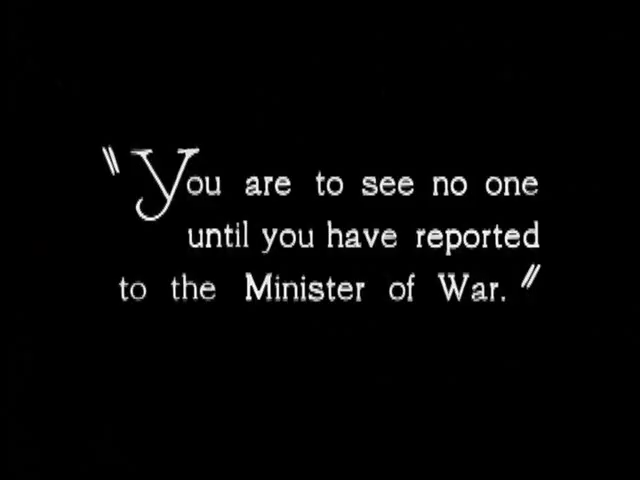 "You are to see no one
until you have reported
to the Minister of War."